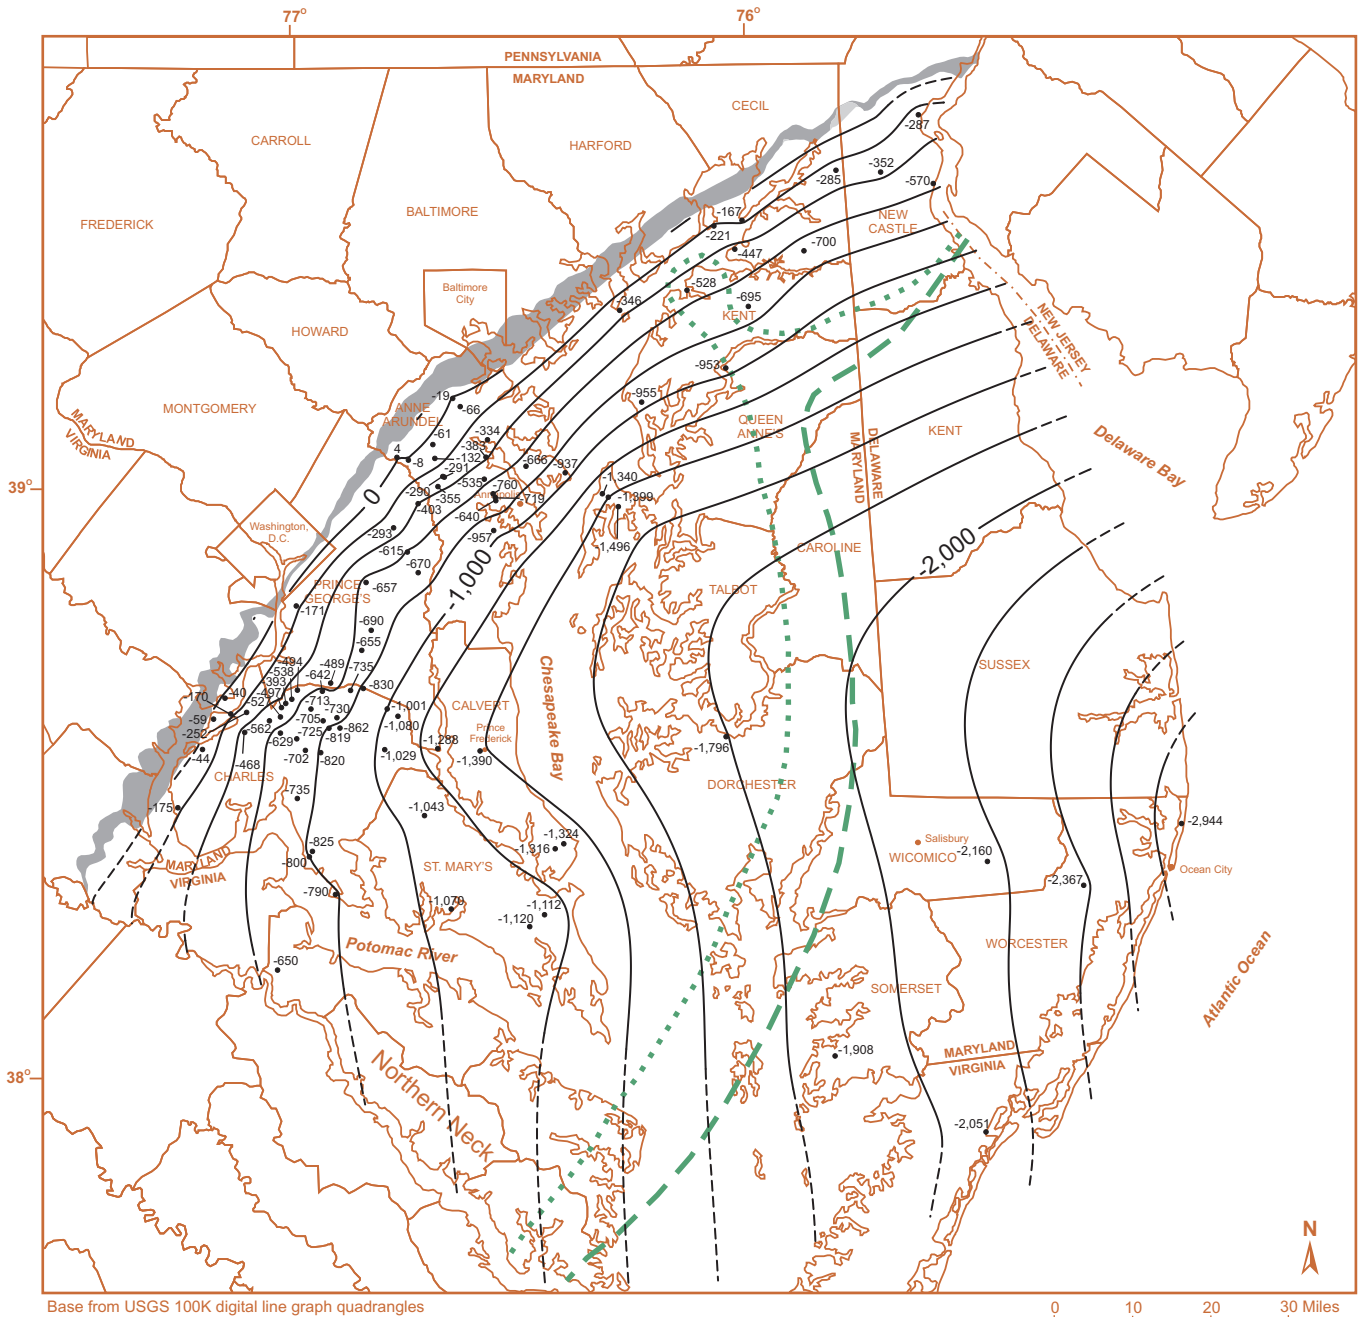 77°
76°
PENNSYLVANIA
MARYLAND
CECIL
CARROLL
HARFORD
-287
-352
-285
-570
BALTIMORE
-167
FREDERICK
NEW
CASTLE
-221
-700
-447
-528
Baltimore
City
-695
-346
KENT
NEW JERSEY
DELAWARE
HOWARD
-953
-955
-19
-66
MONTGOMERY
ANNE
ARUNDEL
QUEEN
ANNE'S
KENT
MARYLAND
VIRGINIA
-61
-334
-383
DELAWARE
MARYLAND
Delaware Bay
4
-8
-132
-291
-666
-937
-535
-1,340
39°
0
-290
-355
-760
Annapolis
-719
-1,399
-403
-640
Washington,
D.C.
-293
-957
-1,496
CAROLINE
-2,000
-615
-670
-1,000
PRINCE
GEORGE'S
-657
TALBOT
-171
-690
-655
SUSSEX
-494
-538
-489
-735
-393
-642
-830
Chesapeake Bay
-170
-40
-497
-527
-713
-730
-1,001
CALVERT
-59
-705
-862
-1,080
-252
-562
-725
-819
Prince
Frederick
-629
-1,288
-1,796
-44
-468
-702
-820
-1,029
-1,390
CHARLES
DORCHESTER
-735
-175
-1,043
-2,944
-825
-1,324
Salisbury
-1,316
MARYLAND
VIRGINIA
-800
ST. MARY'S
WICOMICO
-2,160
Ocean City
-2,367
-790
-1,070
-1,112
-1,120
Potomac River
WORCESTER
-650
SOMERSET
Atlantic Ocean
-1,908
MARYLAND
VIRGINIA
38°
Northern Neck
-2,051
N
Base from USGS 100K digital line graph quadrangles
0 10 20 30 Miles